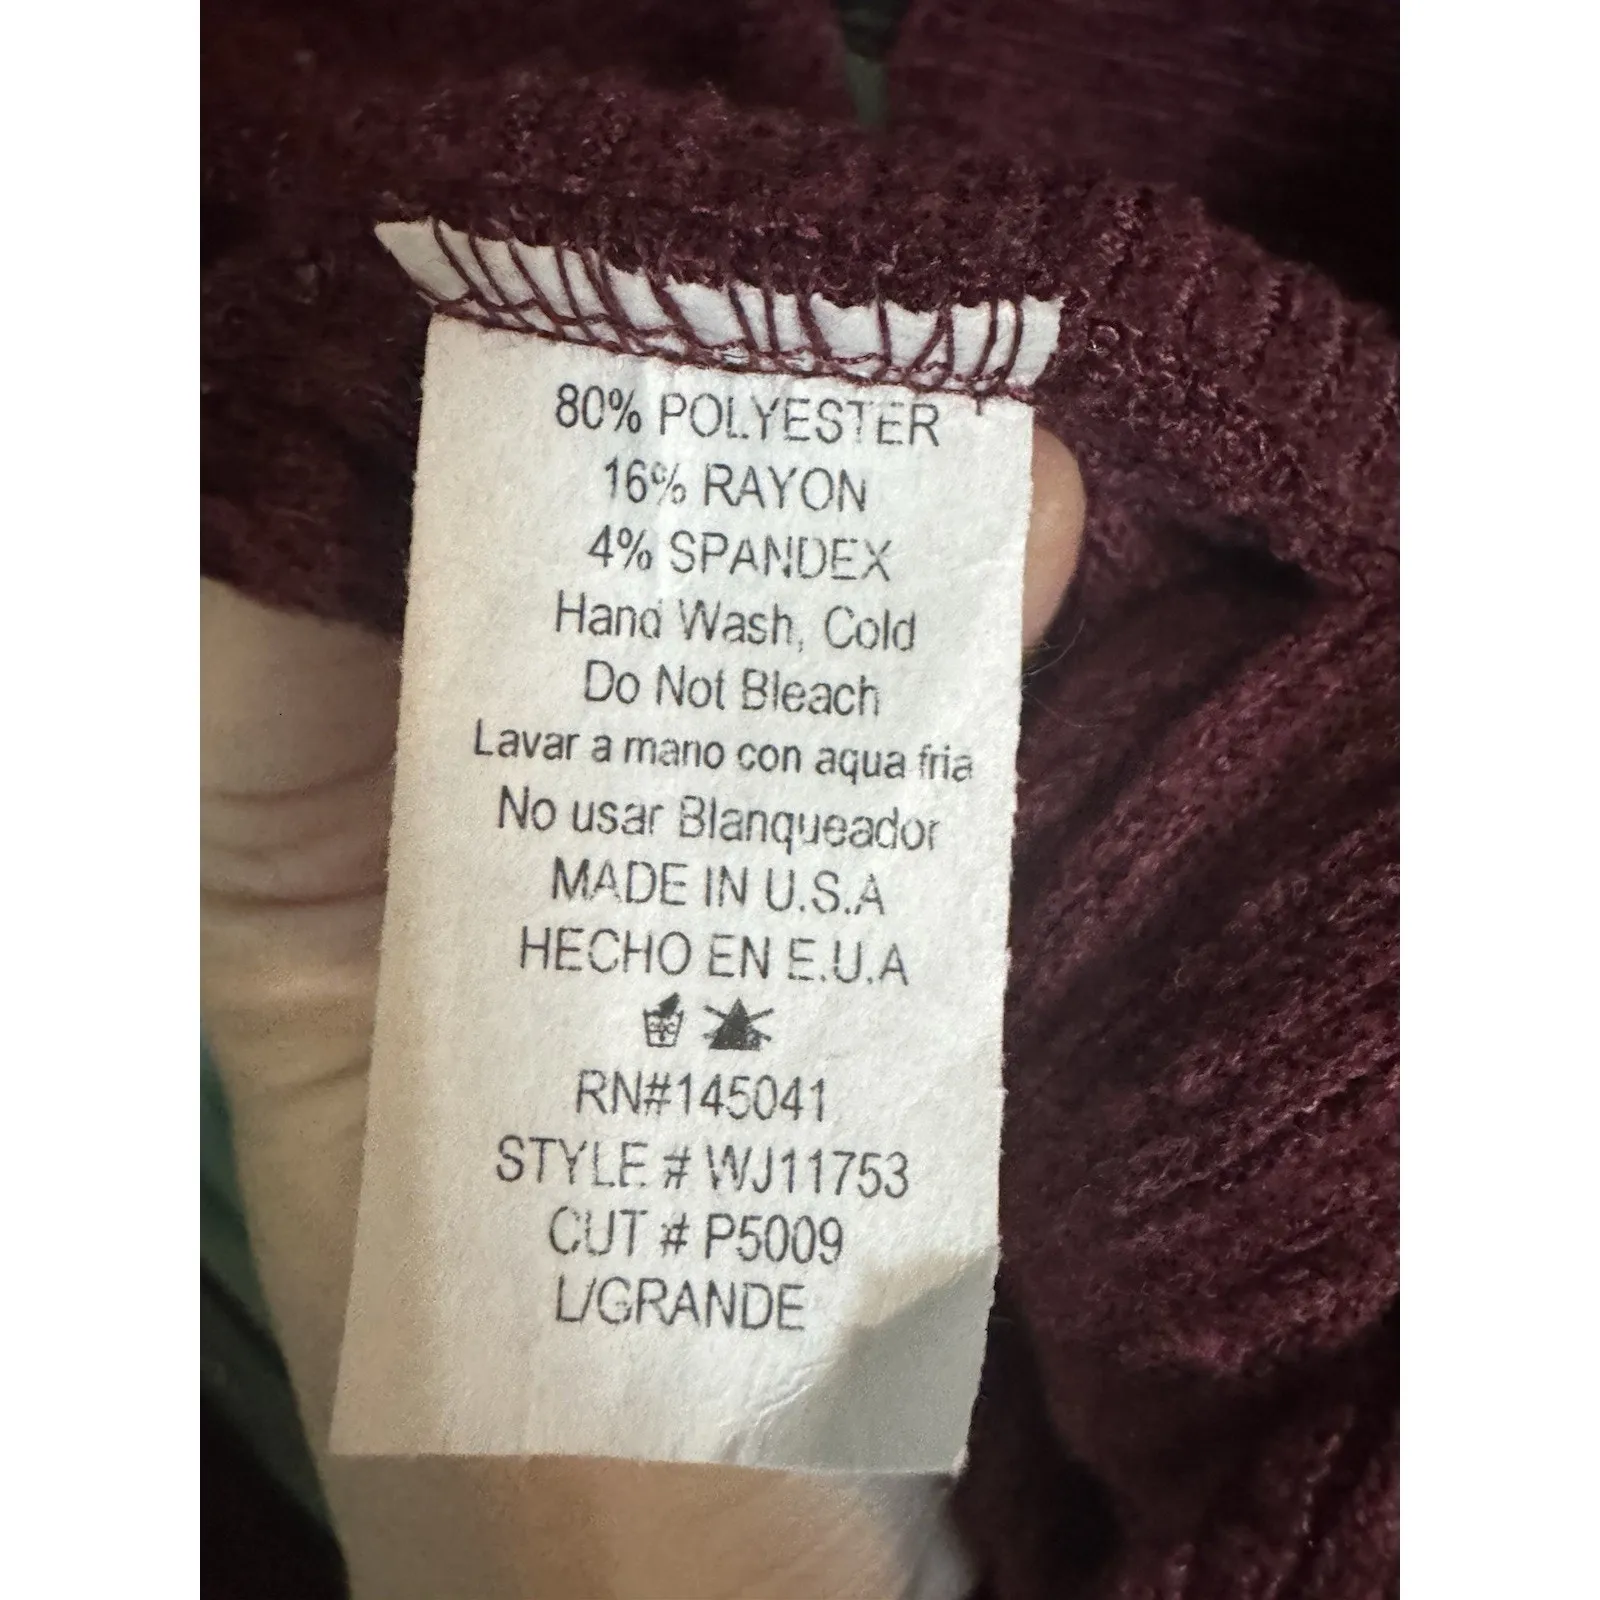 80% POLYESTER
16% RAYON
4% SPANDEX
Hand Wash, Cold
Do Not Bleach
Lavar a mano con aqua fria
No usar Blanqueador
MADE IN U.S.A
HECHO EN E.U.A
RN#145041
STYLE # WJ11753
CUT # P5009
L/GRANDE